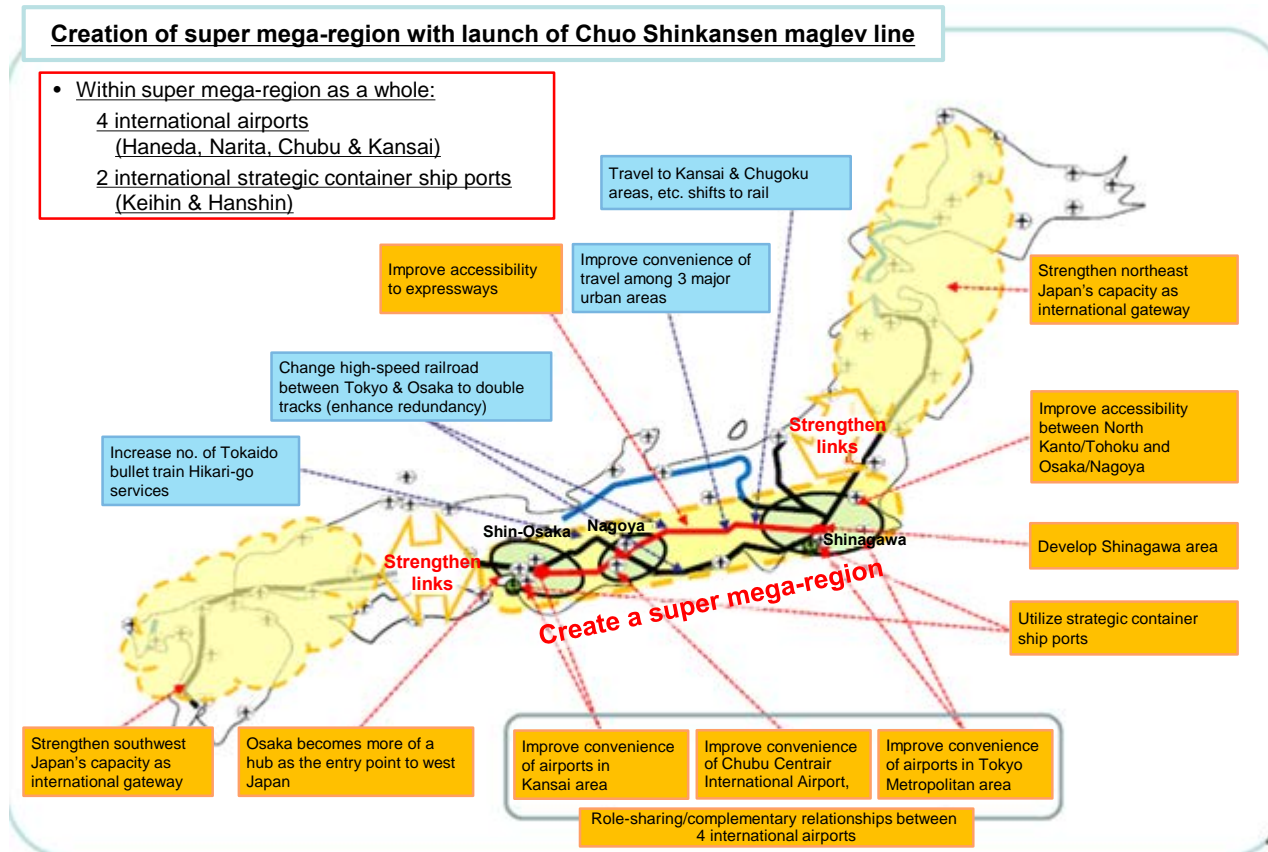 Creation of super mega-region with launch of Chuo Shinkansen maglev line
• Within super mega-region as a whole:
4 international airports
(Haneda, Narita, Chubu & Kansai)
2 international strategic container ship ports
(Keihin & Hanshin)
Travel to Kansai & Chugoku
areas, etc. shifts to rail
Improve accessibility
to expressways
Improve convenience of
travel among 3 major
urban areas
Strengthen northeast
Japan's capacity as
international gateway
Change high-speed railroad
between Tokyo & Osaka to double
tracks (enhance redundancy)
Improve accessibility
between North
Kanto/Tohoku and
Osaka/Nagoya
Strengthen
links
Increase no. of Tokaido
bullet train Hikari-go
services
Shin-Osaka
Nagoya
Shinagawa
Develop Shinagawa area
Strengthen
links
Create a super mega-region
Utilize strategic container
ship ports
Strengthen southwest
Japan's capacity as
international gateway
Osaka becomes more of a
hub as the entry point to west
Japan
Improve convenience
of airports in
Kansai area
Improve convenience
of Chubu Centrair
International Airport,
Improve convenience
of airports in Tokyo
Metropolitan area
Role-sharing/complementary relationships between
4 international airports